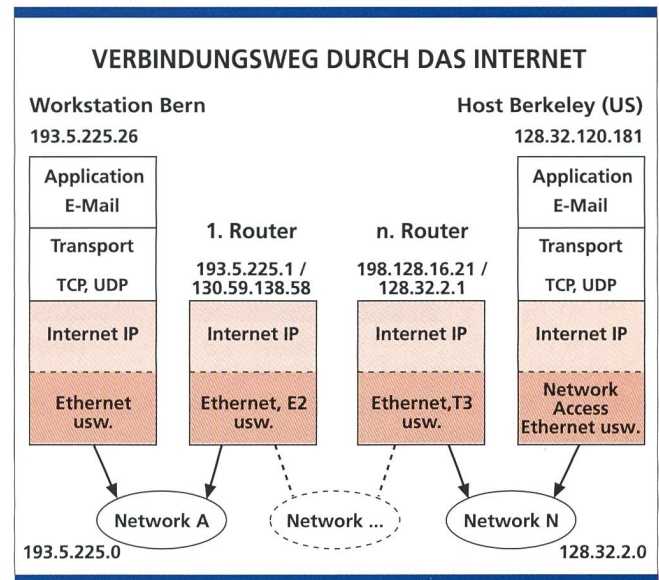 VERBINDUNGSWEG DURCH DAS INTERNET
Workstation Bern
193.5.225.26
Host Berkeley (US)
128.32.120.181
Application
E-Mail
Transport
TCP, UDP
Internet IP
Ethernet
usw.
1. Router
193.5.225.1 /
130.59.138.58
Internet IP
Ethernet, E2
usw.
n. Router
198.128.16.21 /
128.32.2.1
Internet IP
Ethernet,T3
usw.
Application
E-Mail
Transport
TCP, UDP
Internet IP
Network
Access
Ethernet usw.
Network A
Network ...
Network N
193.5.225.0
128.32.2.0